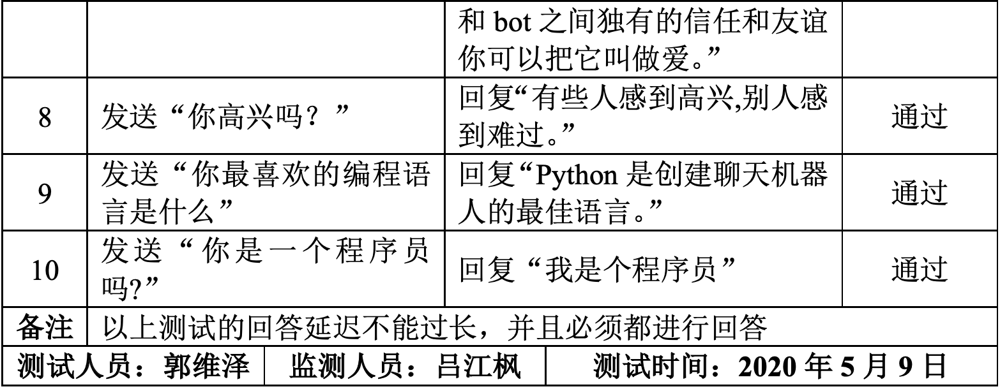 和 bot 之间独有的信任和友谊
你可以把它叫做爱。”
8
发送“你高兴吗？”
回复“有些人感到高兴,别人感
到难过。”
通过
9
发送“你最喜欢的编程语
言是什么”
回复“Python 是创建聊天机器
人的最佳语言。”
通过
10
发送“你是一个程序员
吗?”
回复“我是个程序员”
通过
备注 以上测试的回答延迟不能过长，并且必须都进行回答
测试人员：郭维泽 监测人员：吕江枫 测试时间：2020 年 5 月 9 日